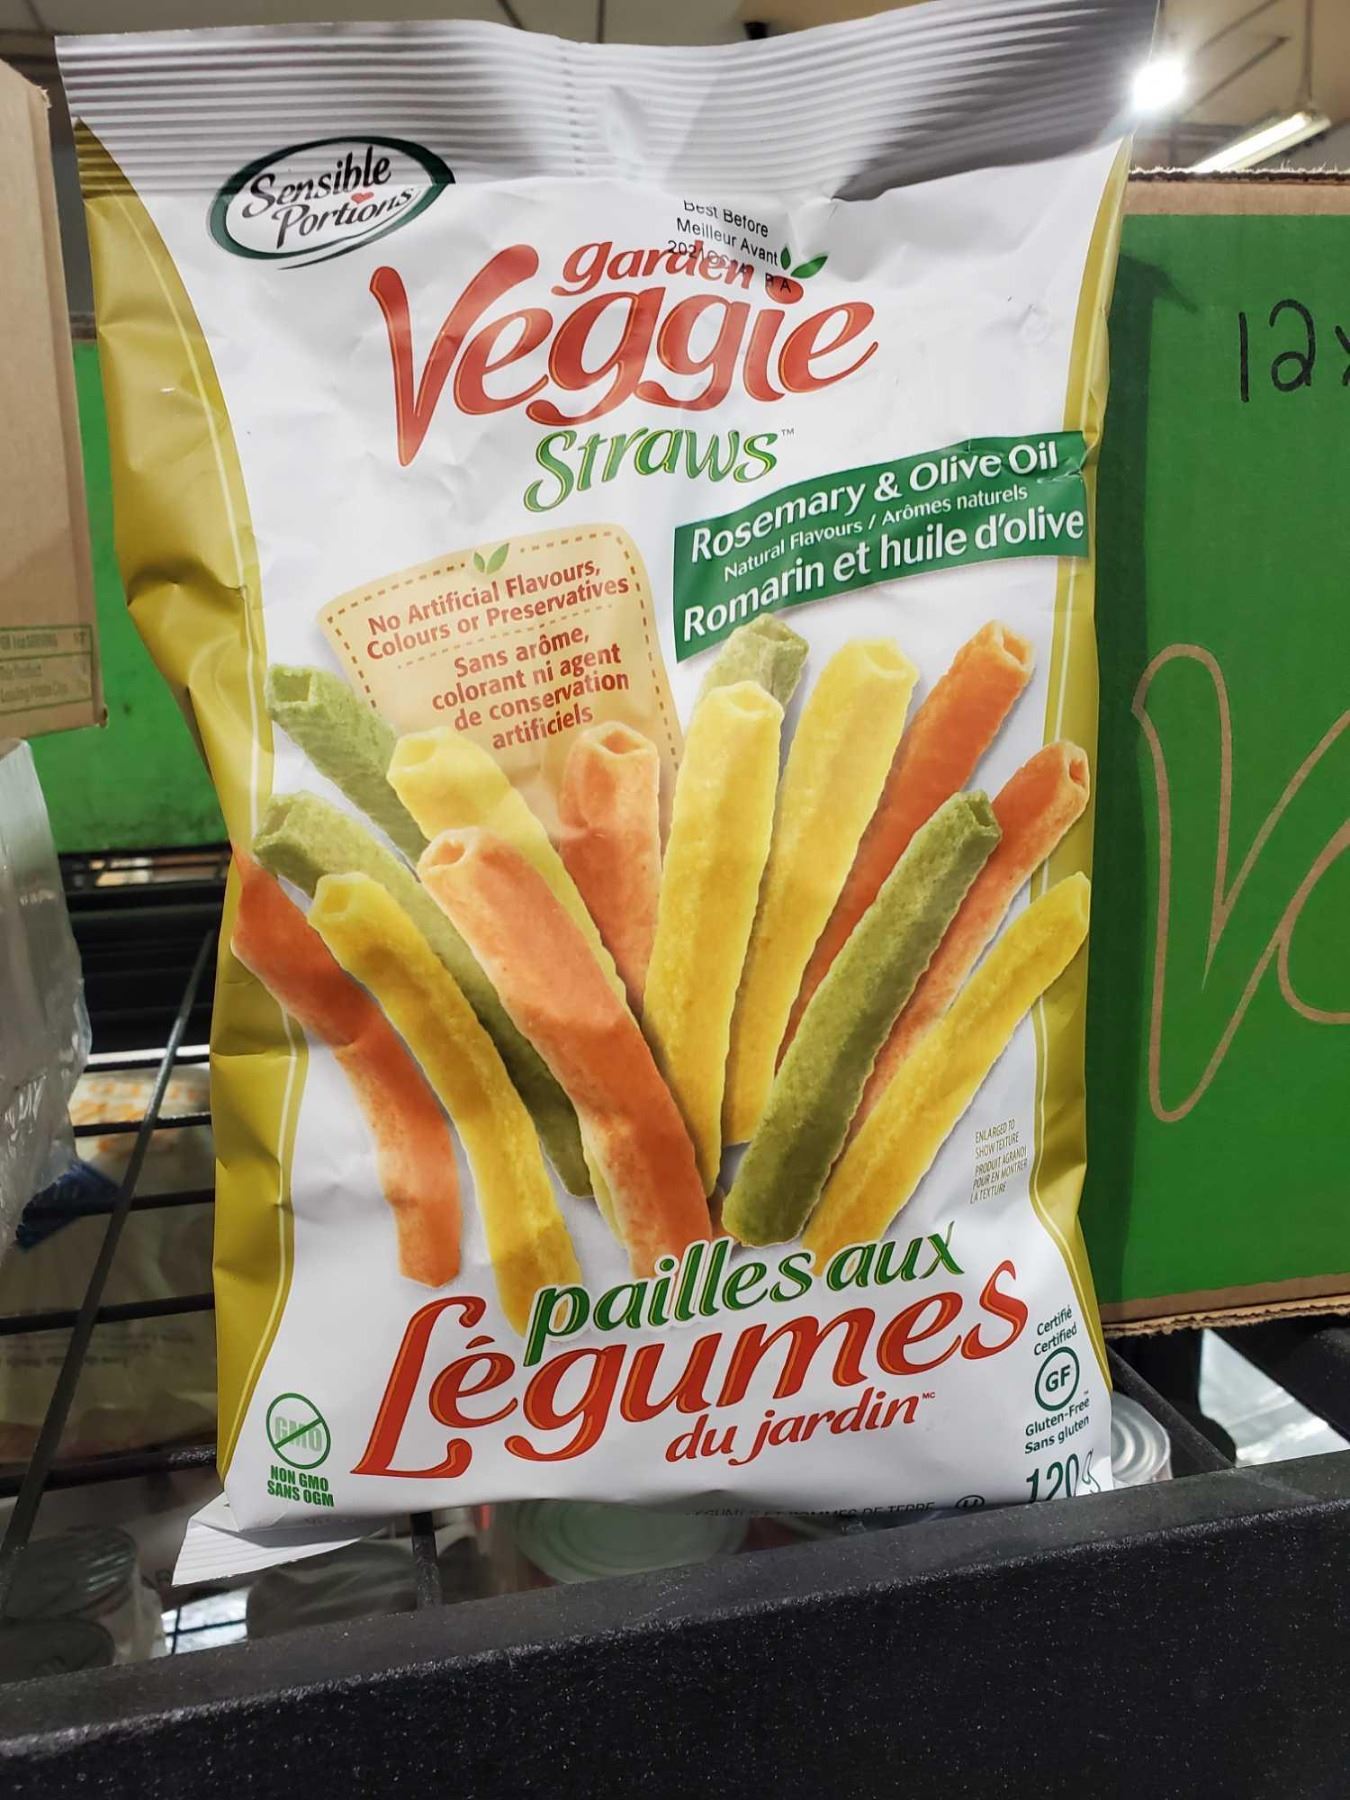 Sensible
Portions
Best Before
Meilleur Avant
garden
Veggie
Straws™
Rosemary & Olive Oil
Natural Flavours / Arômes naturels
Romarin et huile d'olive
No Artificial Flavours,
Colours or Preservatives
Sans arôme,
colorant ni agent
de conservation
artificiels
12x
ENLARGED TO
SHOW TEXTURE
PRODUIT AGRANDI
POUR EN MONTRER
LA TEXTURE
pailles aux
Légumes
du jardin MC
Certifié
Certified
GF
Gluten-Free
Sans gluten
120g
GMO
NON GMO
SANS OGM